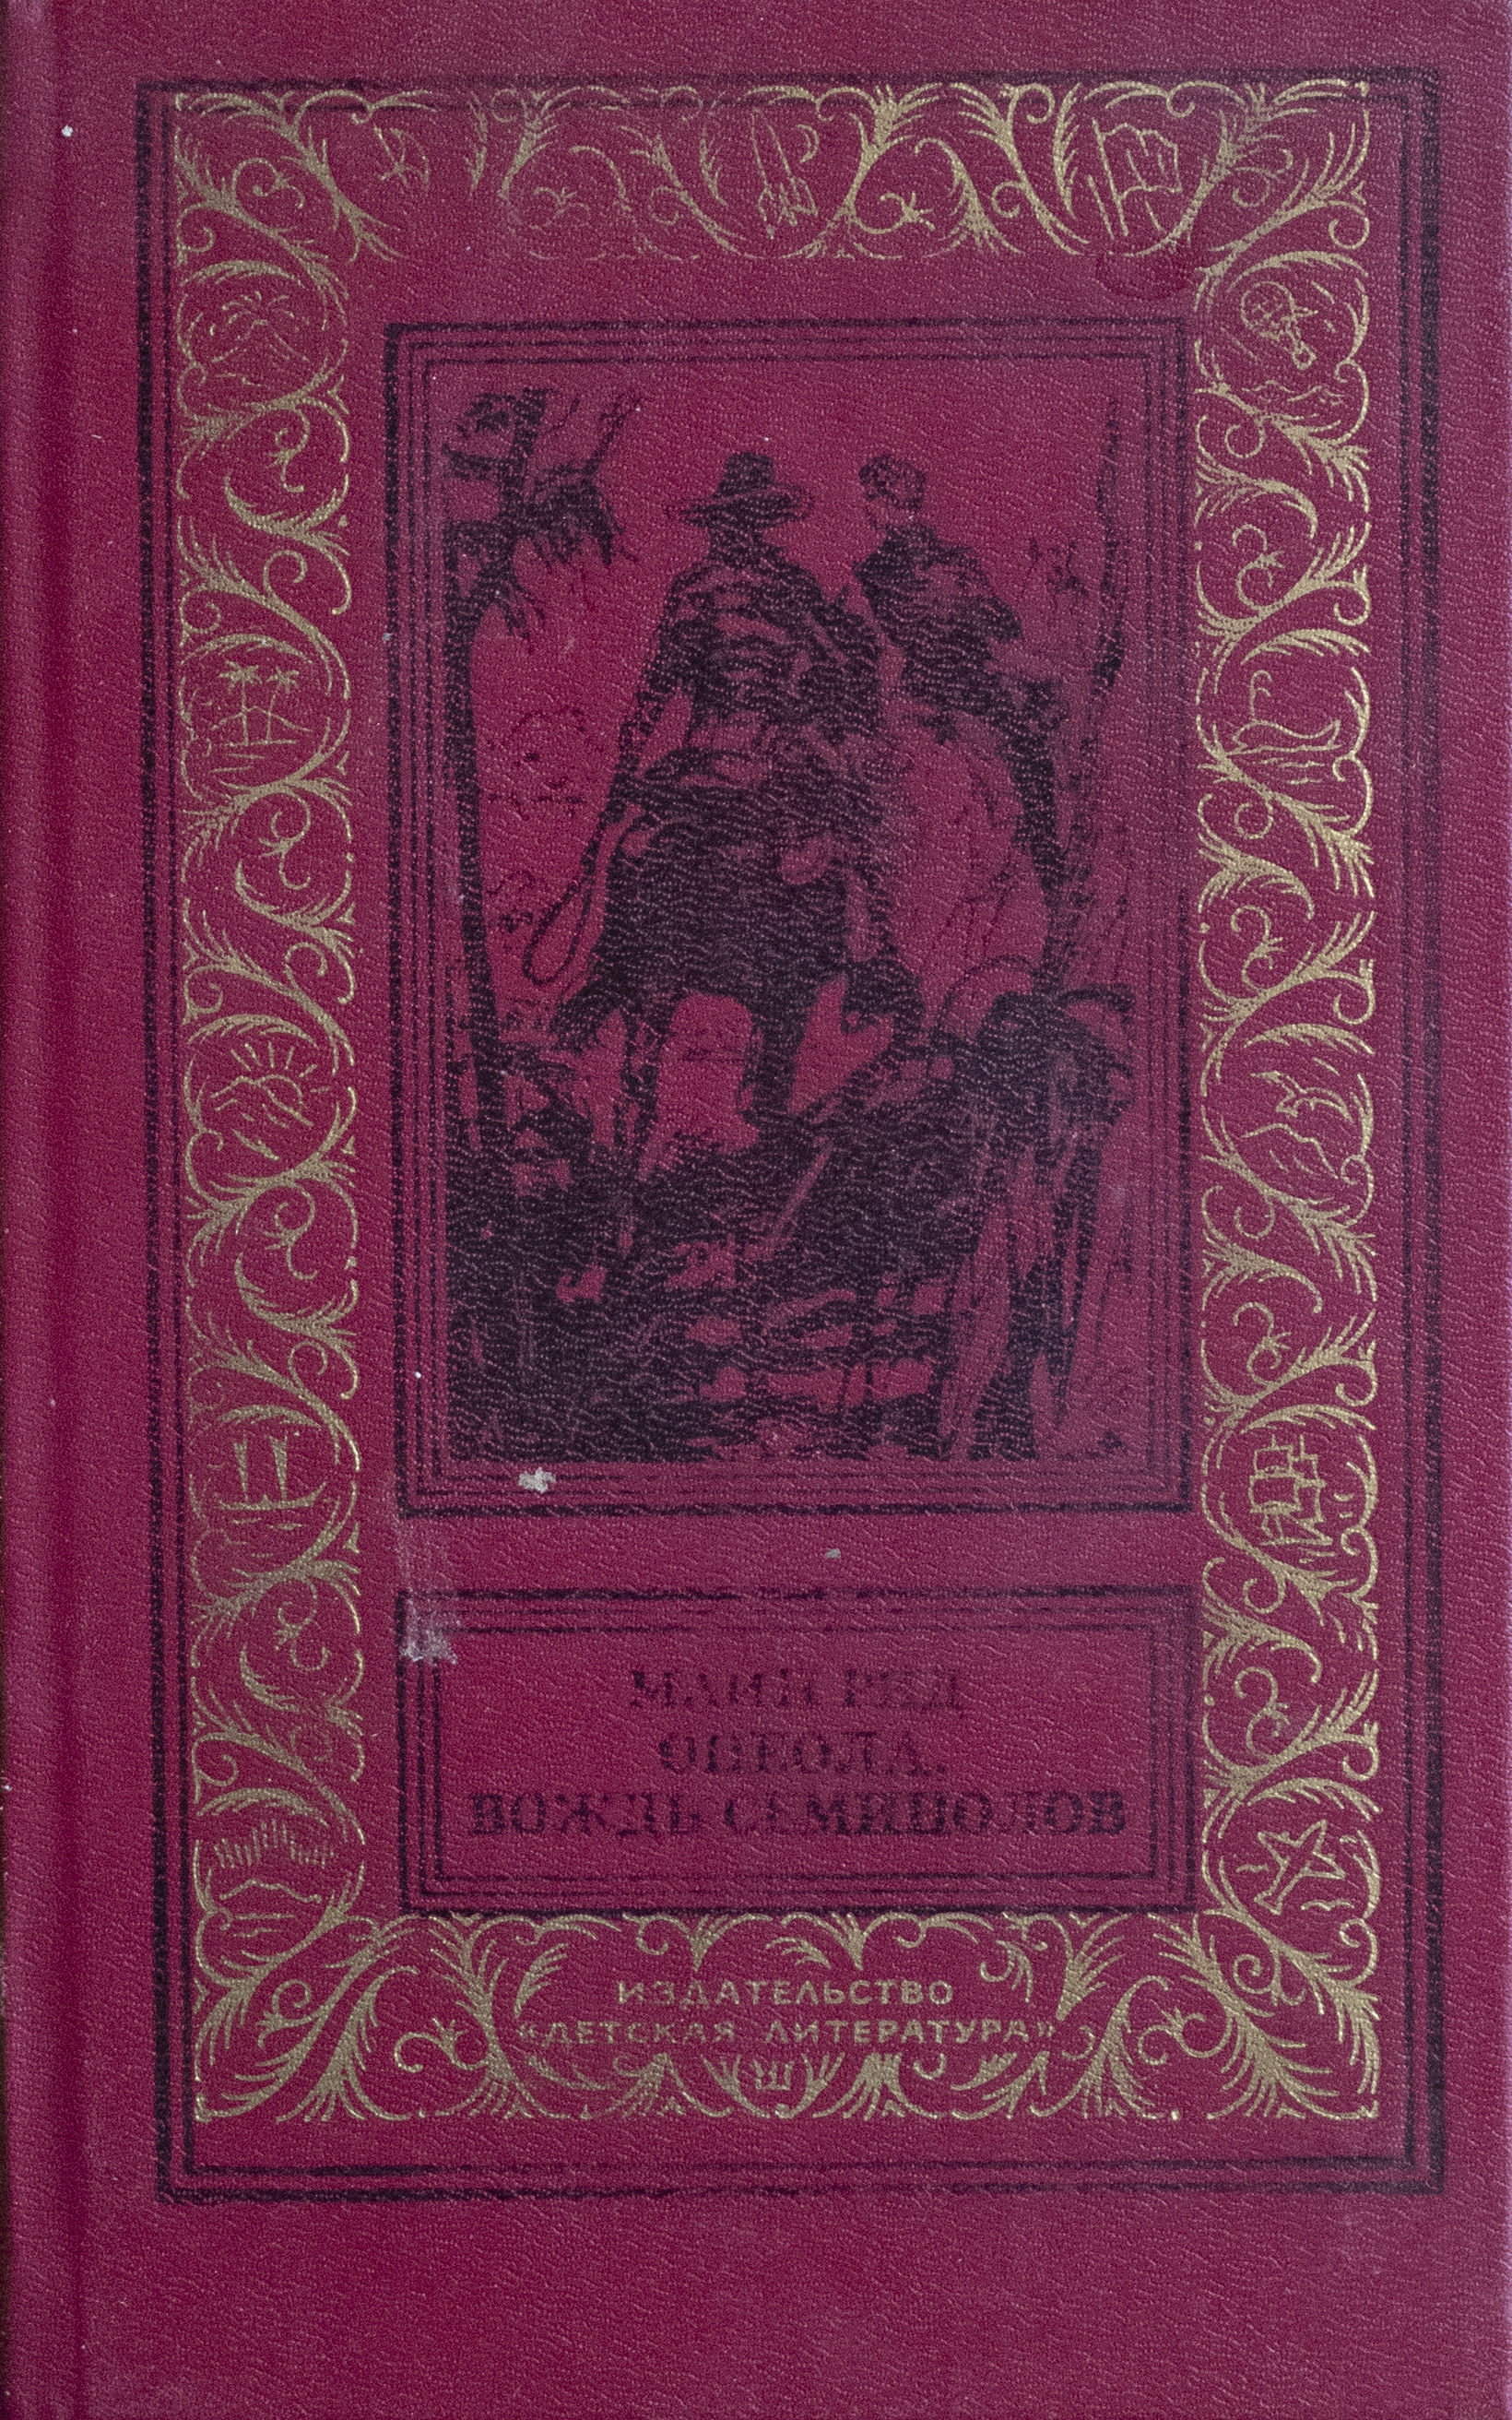 МАЙН РИД
ОЦЕОЛА,
ВОЖДЬ СЕМИНОЛОВ
ИЗДАТЕЛЬСТВО
«ДЕТСКАЯ ЛИТЕРАТУРА»